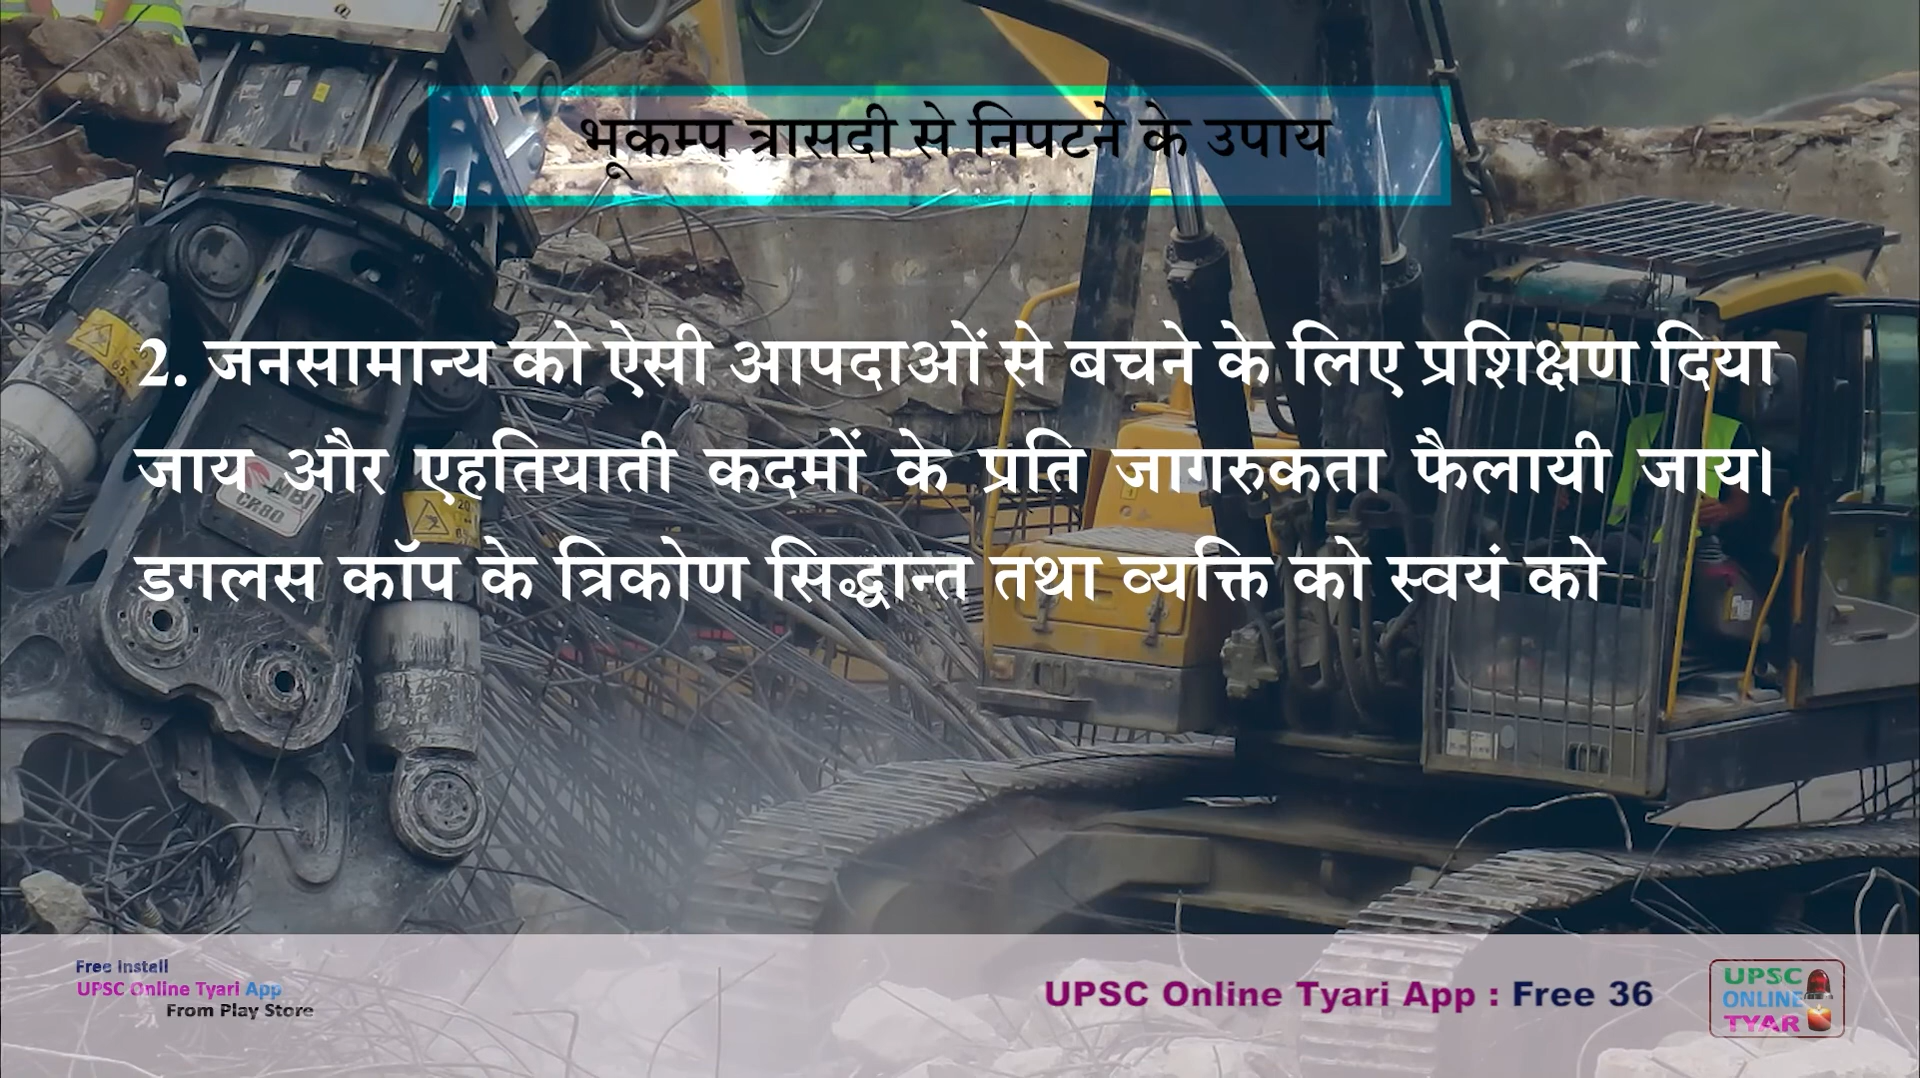 भूकम्प त्रासदी से निपटने के उपाय
2. जनसामान्य को ऐसी आपदाओं से बचने के लिए प्रशिक्षण दिया
जाय और एहतियाती कदमों के प्रति जागरुकता फैलायी जाय।
डगलस कॉप के त्रिकोण सिद्धान्त तथा व्यक्ति को स्वयं को
CR80
Free Install
UPSC Online Tyari App
From Play Store
UPSC Online Tyari App : Free 36
UPSC
ONLINE
TYAR